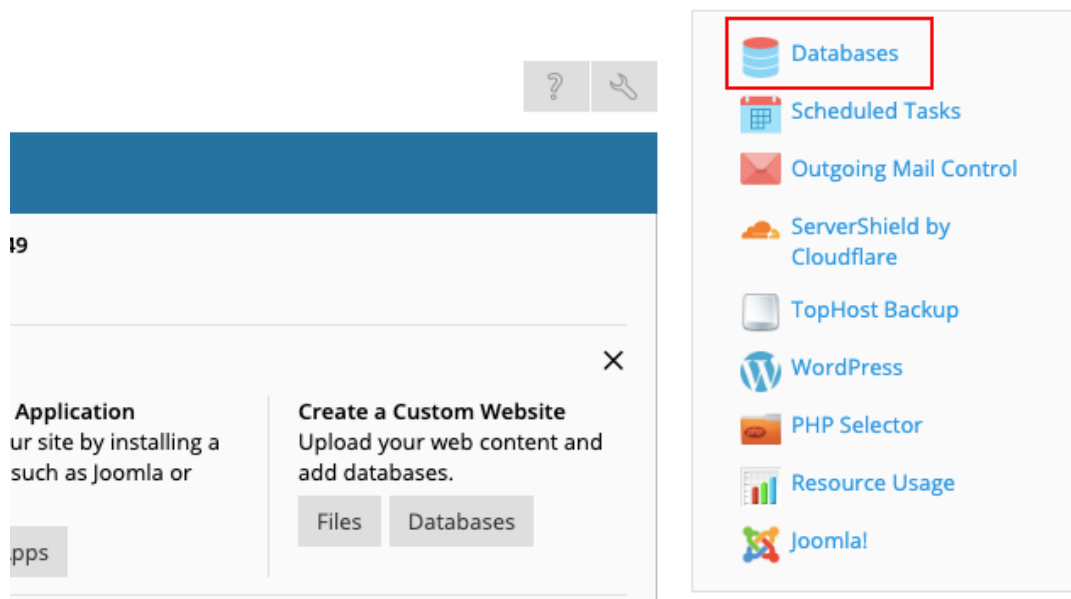 ?
49
Application
ur site by installing a
such as Joomla or
pps
Create a Custom Website
Upload your web content and
add databases.
Files
Databases
Databases
Scheduled Tasks
Outgoing Mail Control
ServerShield by
Cloudflare
TopHost Backup
WordPress
PHP Selector
Resource Usage
Joomla!